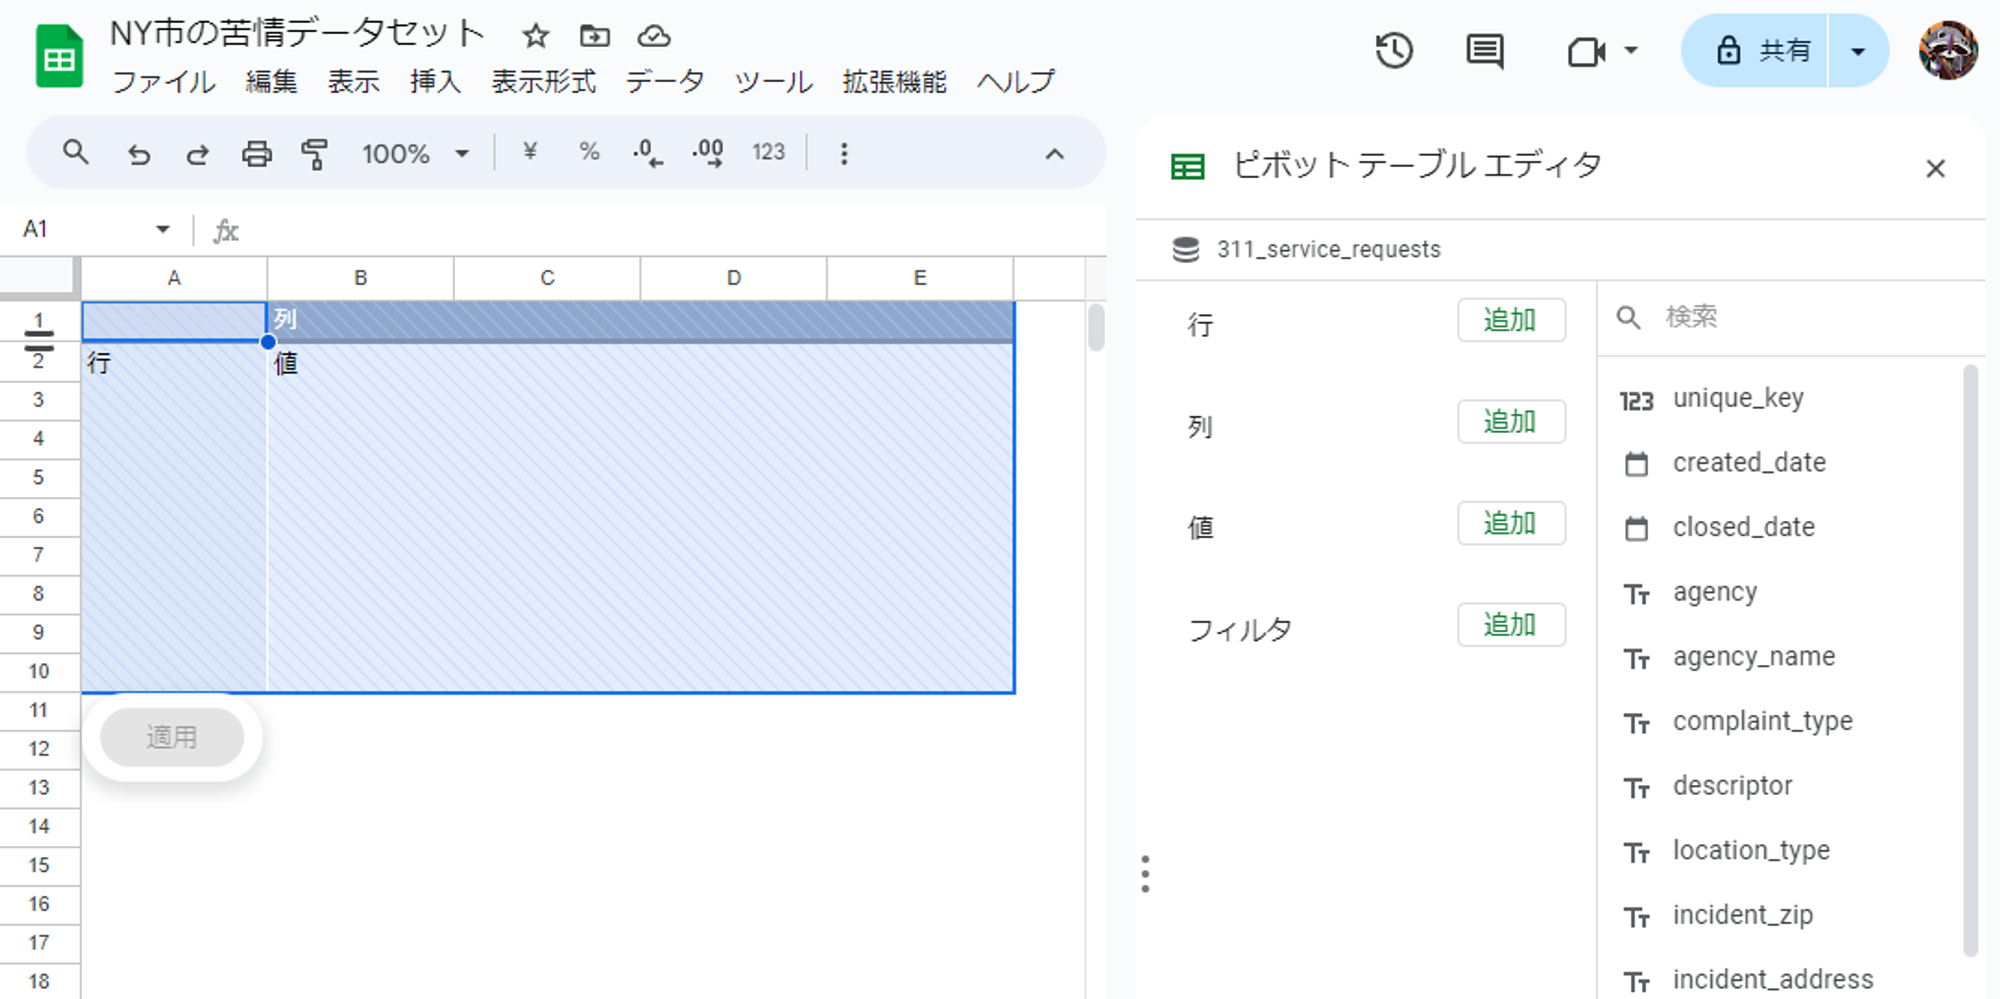 NY市の苦情データセット
ファイル 編集 表示 挿入 表示形式 データ ツール 拡張機能 ヘルプ
共有
100% ¥ % .0 .00 123
A1 fx
A B C D E
1 列
2 行 値
3
4
5
6
7
8
9
10
11
適用
12
13
14
15
16
17
18
ピボット テーブル エディタ
311_service_requests
行 追加
列 追加
値 追加
フィルタ 追加
検索
123 unique_key
created_date
closed_date
Tт agency
Tт agency_name
Tт complaint_type
Tт descriptor
Tт location_type
Tт incident_zip
Tт incident_address